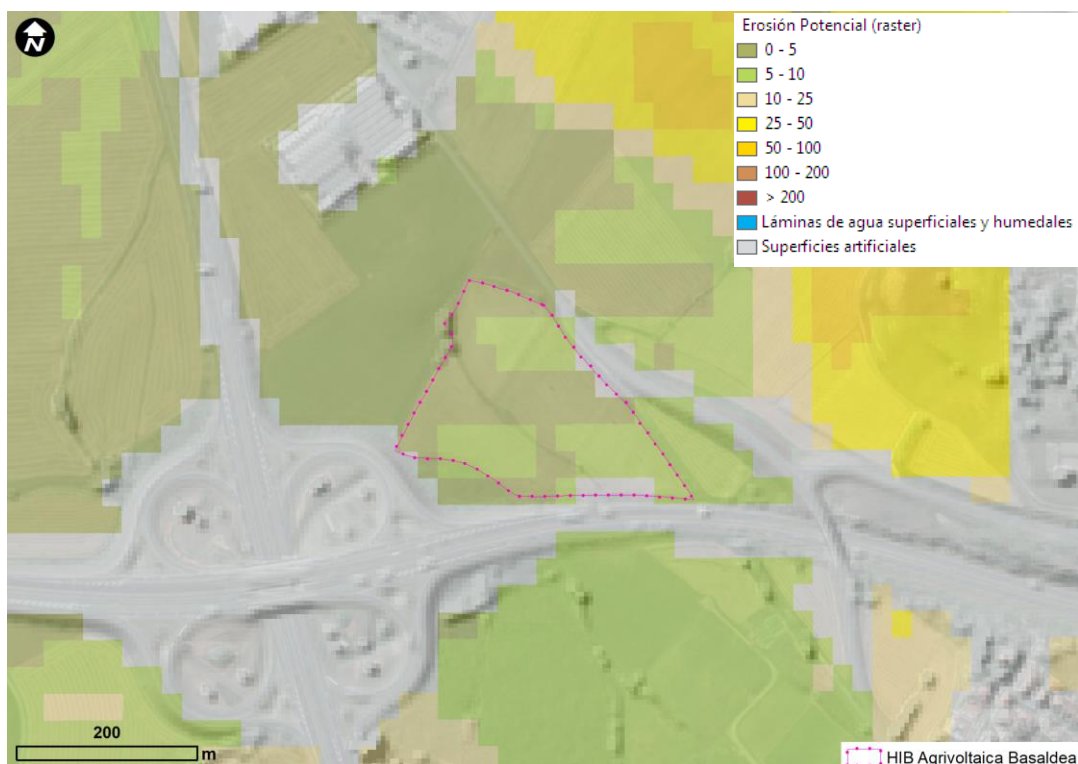 N
Erosión Potencial (raster)
0 - 5
5 - 10
10 - 25
25 - 50
50 - 100
100 - 200
> 200
Láminas de agua superficiales y humedales
Superficies artificiales
200
m
HIB Agrivoltaica Basaldea